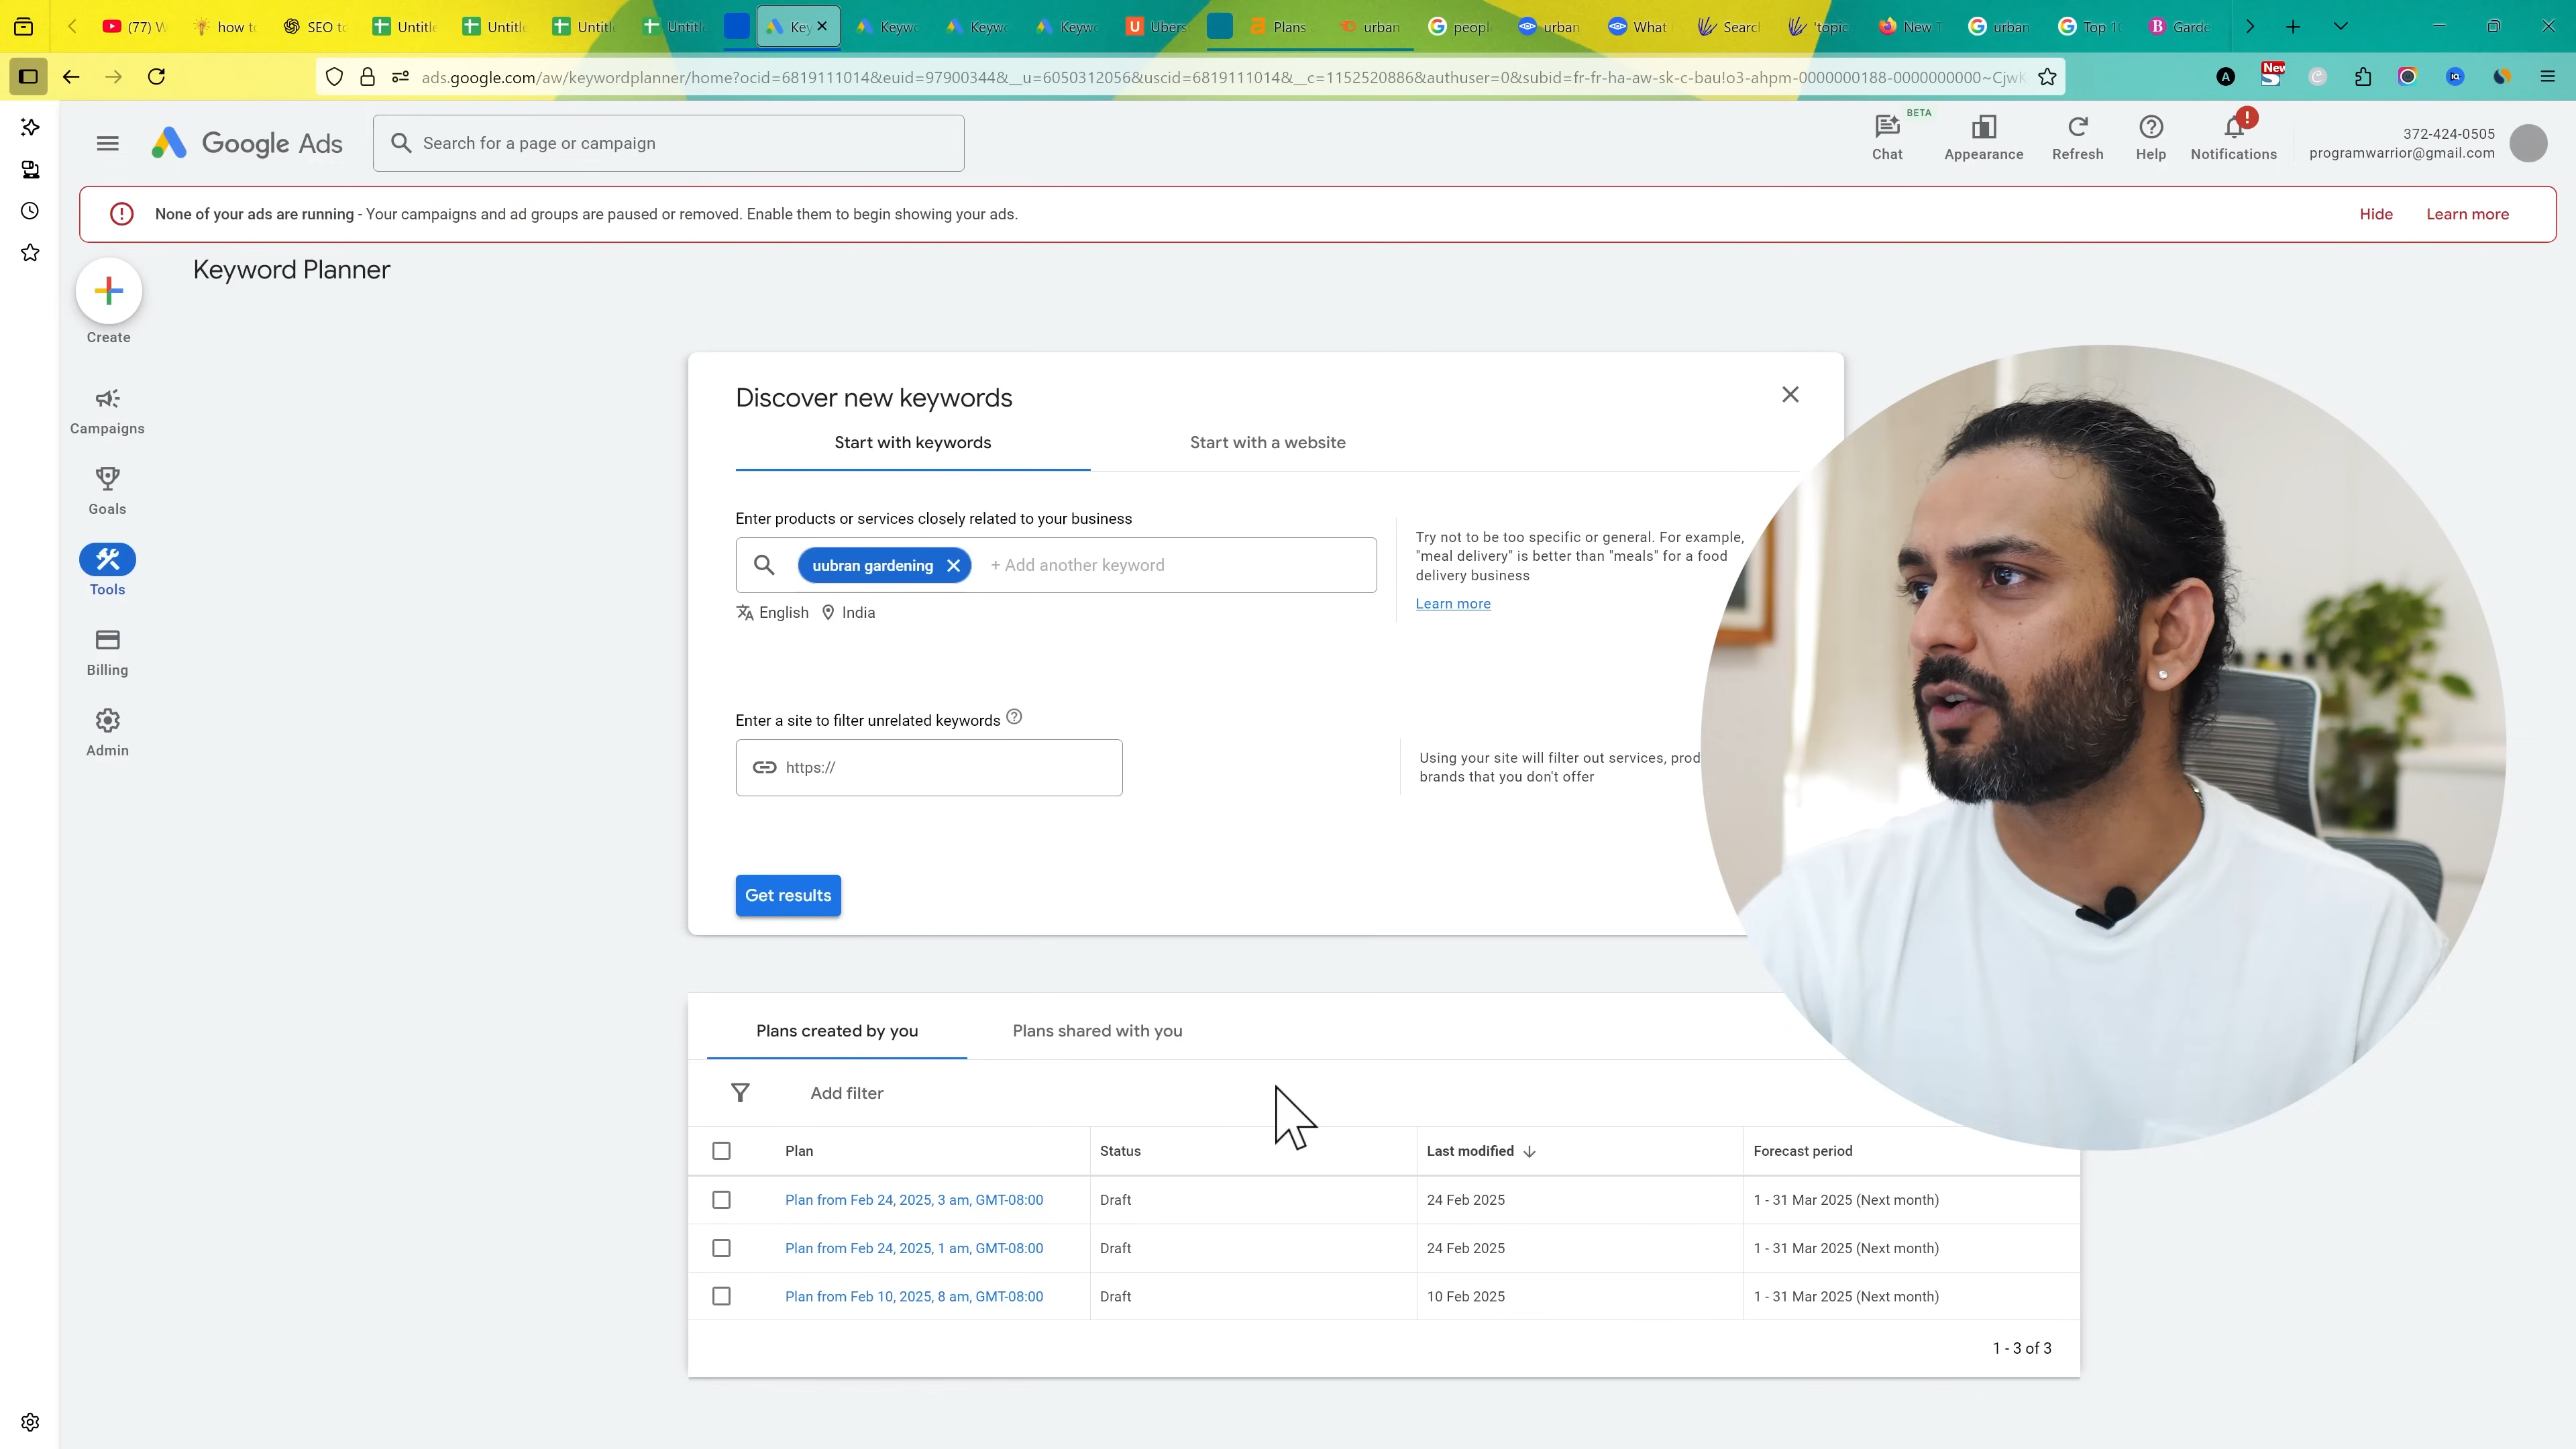 (77) W
how to
SEO to
Untitle
Untitle
Untitle
Untitle
Key
Keywo
Keywo
Keywo
Ubers
Plans
urban
peopl
urban
What
Searc
'topic
New T
urban
Top 10
Garde
ads.google.com/aw/keywordplanner/home?ocid=6819111014&euid=97900344&__u=6050312056&uscid=6819111014&__c=1152520886&authuser=0&subid=fr-fr-ha-aw-sk-c-bau!o3-ahpm-0000000188-0000000000~CjwK
New
Google Ads
Search for a page or campaign
Chat
BETA
Appearance
Refresh
Help
Notifications
372-424-0505
programwarrior@gmail.com
None of your ads are running - Your campaigns and ad groups are paused or removed. Enable them to begin showing your ads.
Hide
Learn more
Create
Campaigns
Goals
Tools
Billing
Admin
Keyword Planner
Discover new keywords
Start with keywords
Start with a website
Enter products or services closely related to your business
uubran gardening
+ Add another keyword
English
India
Try not to be too specific or general. For example,
"meal delivery" is better than "meals" for a food
delivery business
Learn more
Enter a site to filter unrelated keywords
https://
Using your site will filter out services, prod
brands that you don't offer
Get results
Plans created by you
Plans shared with you
Add filter
Plan
Status
Last modified
Forecast period
Plan from Feb 24, 2025, 3 am, GMT-08:00
Draft
24 Feb 2025
1 - 31 Mar 2025 (Next month)
Plan from Feb 24, 2025, 1 am, GMT-08:00
Draft
24 Feb 2025
1 - 31 Mar 2025 (Next month)
Plan from Feb 10, 2025, 8 am, GMT-08:00
Draft
10 Feb 2025
1 - 31 Mar 2025 (Next month)
1 - 3 of 3